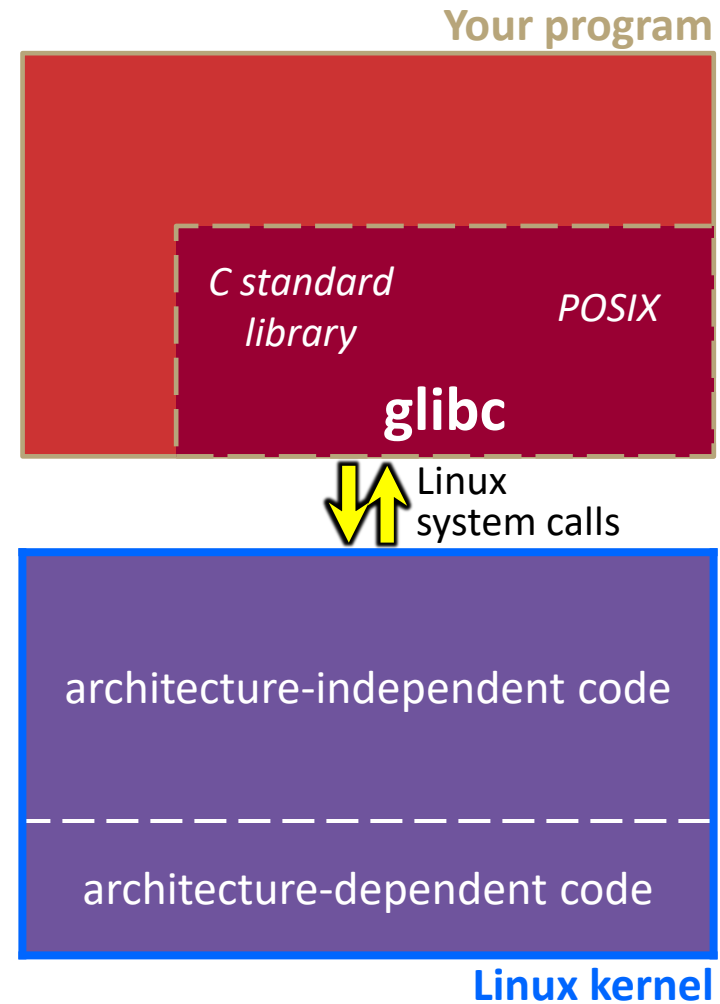 Your program
C standard
library
POSIX
glibc
Linux
system calls
architecture-independent code
architecture-dependent code
Linux kernel